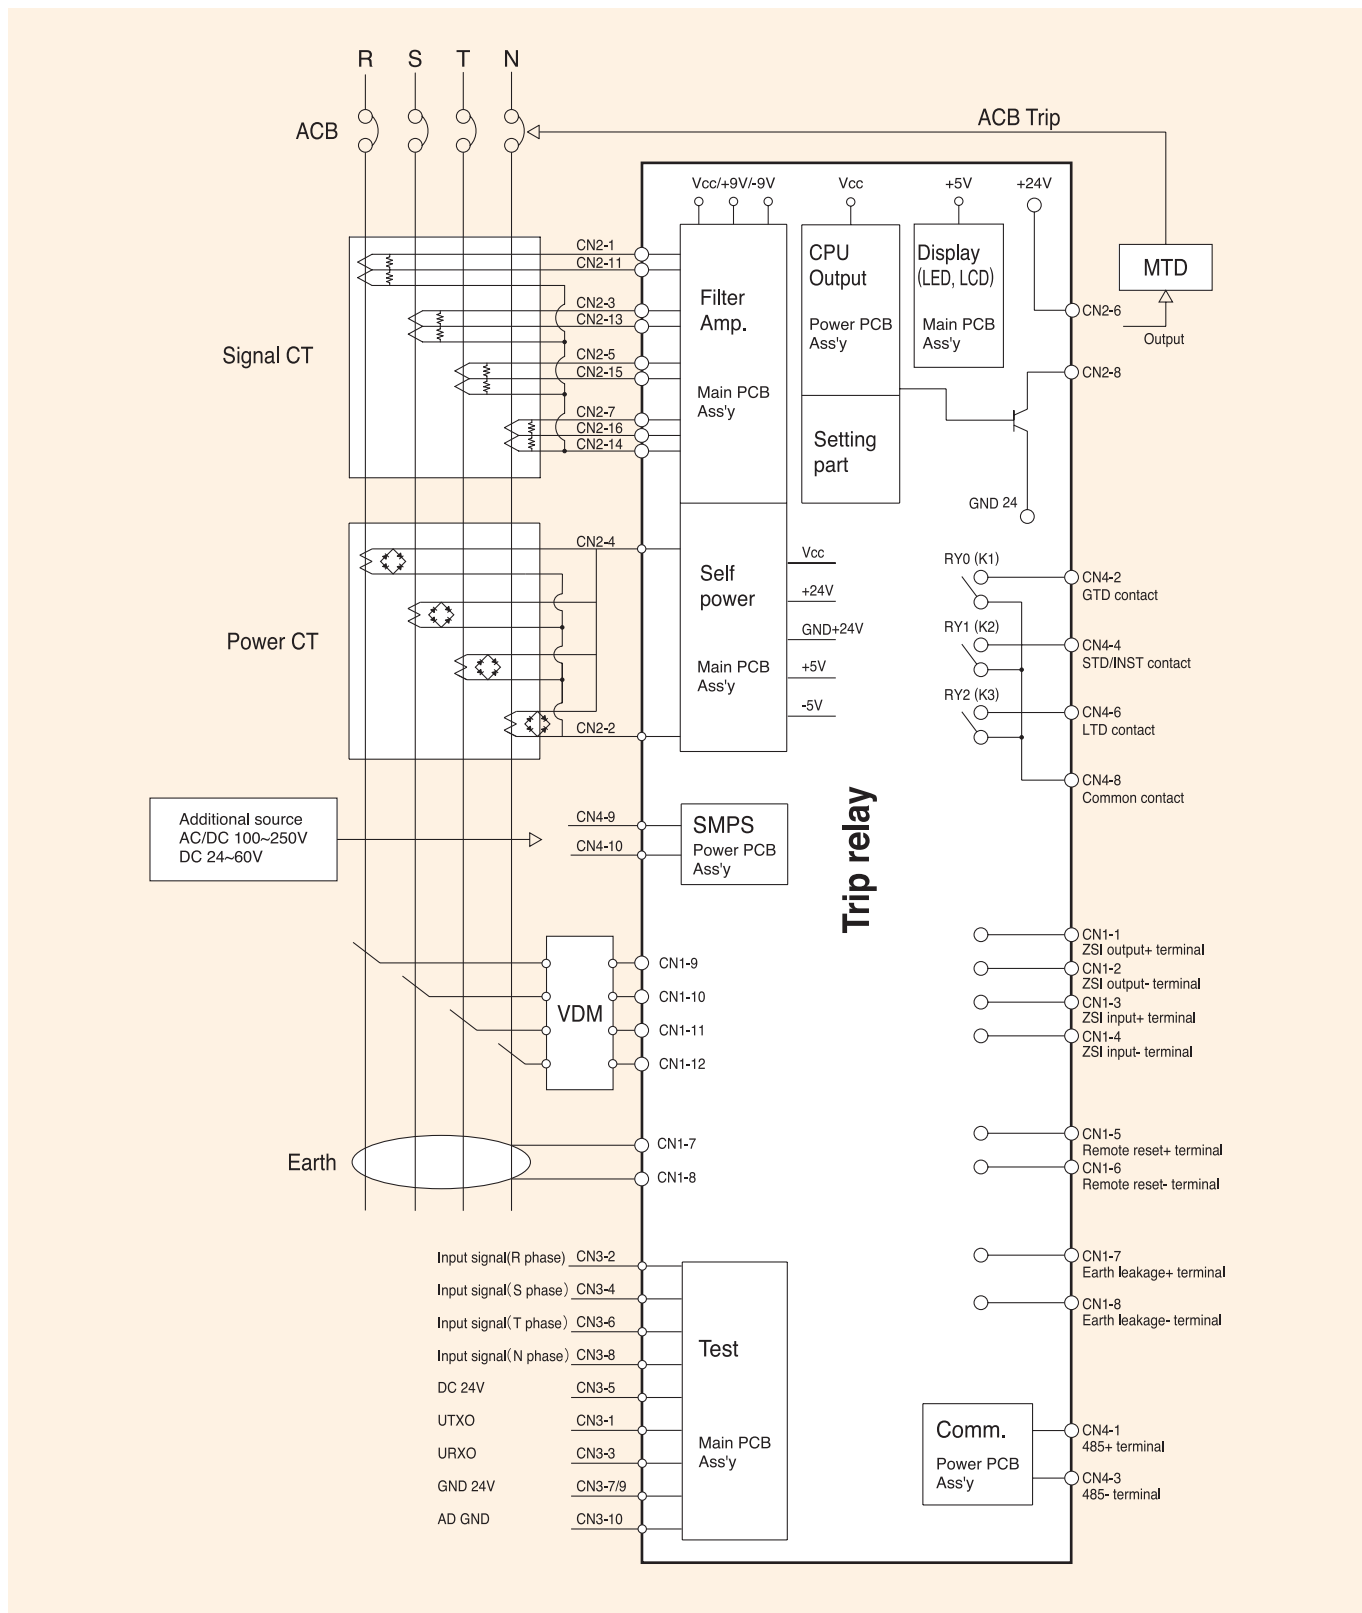 R S T N
ACB
ACB Trip
Vcc/+9V/-9V
Vcc
+5V
+24V
CN2-1
CN2-11
CN2-3
CN2-13
CN2-5
CN2-15
CN2-7
CN2-16
CN2-14
Signal CT
Filter
Amp.
Main PCB
Ass'y
CPU
Output
Power PCB
Ass'y
Setting
part
Display
(LED, LCD)
Main PCB
Ass'y
MTD
Output
CN2-6
CN2-8
GND 24
Power CT
CN2-4
CN2-2
Self
power
Main PCB
Ass'y
Vcc
+24V
GND+24V
+5V
-5V
RY0 (K1)
CN4-2
GTD contact
RY1 (K2)
CN4-4
STD/INST contact
RY2 (K3)
CN4-6
LTD contact
CN4-8
Common contact
Additional source
AC/DC 100~250V
DC 24~60V
CN4-9
CN4-10
SMPS
Power PCB
Ass'y
Trip relay
VDM
CN1-9
CN1-10
CN1-11
CN1-12
CN1-1
ZSI output+ terminal
CN1-2
ZSI output- terminal
CN1-3
ZSI input+ terminal
CN1-4
ZSI input- terminal
Earth
CN1-7
CN1-8
CN1-5
Remote reset+ terminal
CN1-6
Remote reset- terminal
CN1-7
Earth leakage+ terminal
CN1-8
Earth leakage- terminal
Input signal(R phase) CN3-2
Input signal(S phase) CN3-4
Input signal(T phase) CN3-6
Input signal(N phase) CN3-8
DC 24V CN3-5
UTXO CN3-1
URXO CN3-3
GND 24V CN3-7/9
AD GND CN3-10
Test
Main PCB
Ass'y
Comm.
Power PCB
Ass'y
CN4-1
485+ terminal
CN4-3
485- terminal